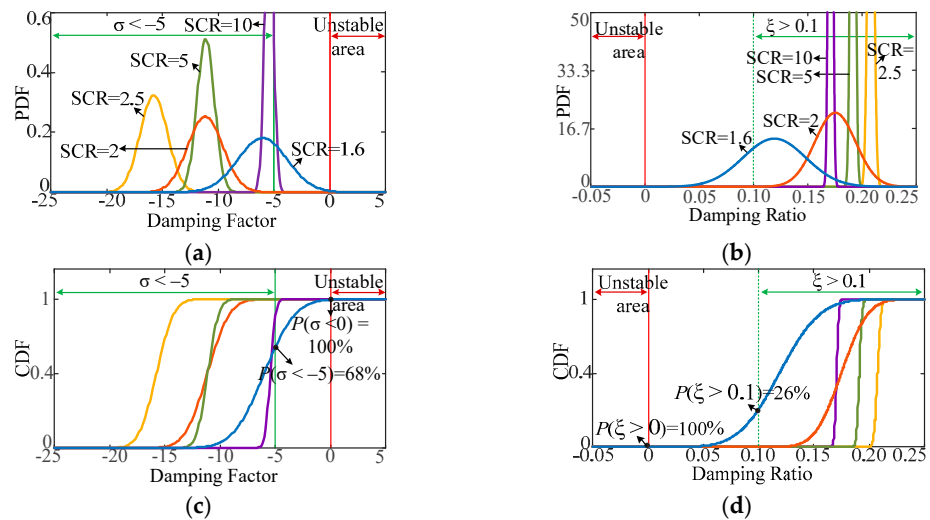 0.6
σ < −5
SCR=10
Unstable
area
SCR=5
0.4
SCR=2.5
PDF
0.2
SCR=2
SCR=1.6
0
-25 -20 -15 -10 -5 0 5
Damping Factor
(a)
50
Unstable
area
ξ > 0.1
SCR=
2.5
SCR=10
SCR=5
33.3
PDF
16.7
SCR=1.6
SCR=2
0
-0.05 0 0.05 0.10 0.15 0.20 0.25
Damping Ratio
(b)
σ < −5
Unstable
area
1
P(σ <0) =
100%
P(σ < −5)=68%
CDF
0.4
0
-25 -20 -15 -10 -5 0 5
Damping Factor
(c)
Unstable
area
ξ > 0.1
1
CDF
0.4
P(ξ > 0.1)=26%
P(ξ > 0)=100%
0
-0.05 0 0.05 0.10 0.15 0.20 0.25
Damping Ratio
(d)